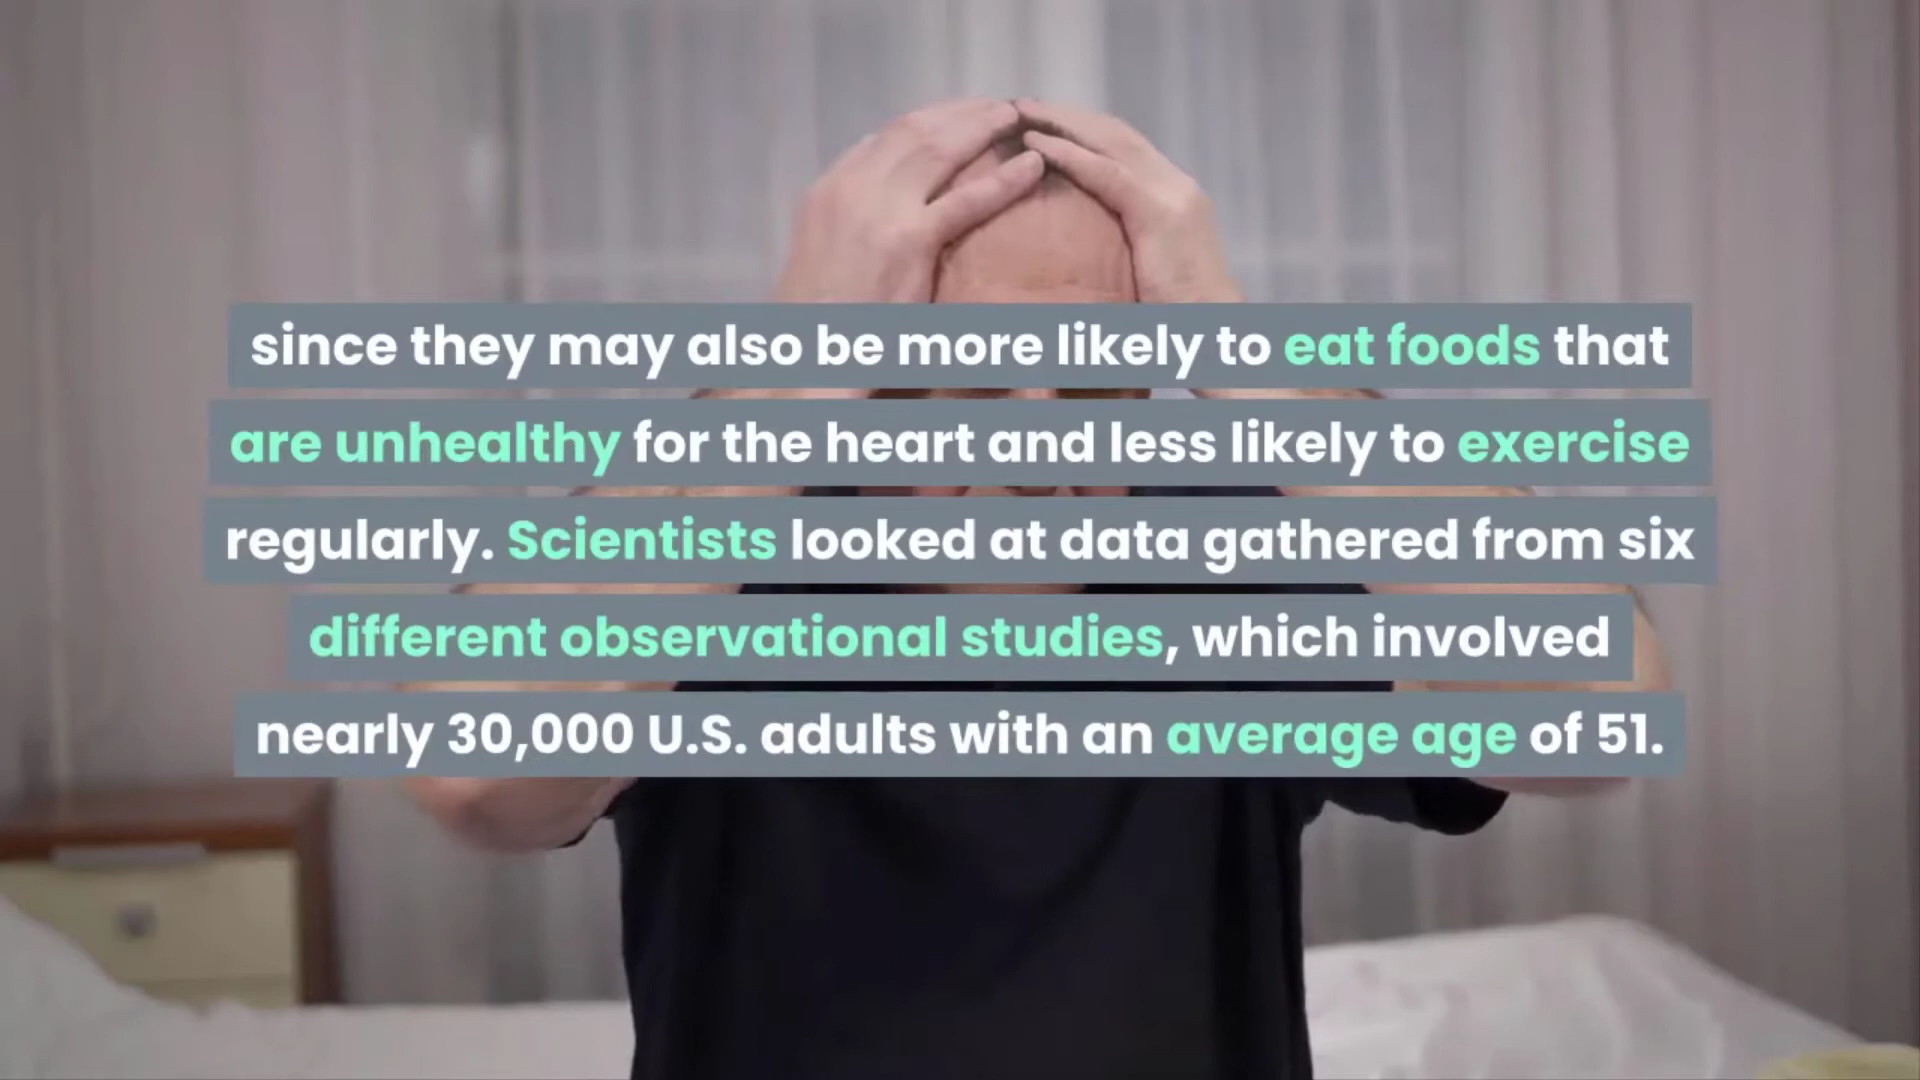 since they may also be more likely to eat foods that
are unhealthy for the heart and less likely to exercise
regularly. Scientists looked at data gathered from six
different observational studies, which involved
nearly 30,000 U.S. adults with an average age of 51.